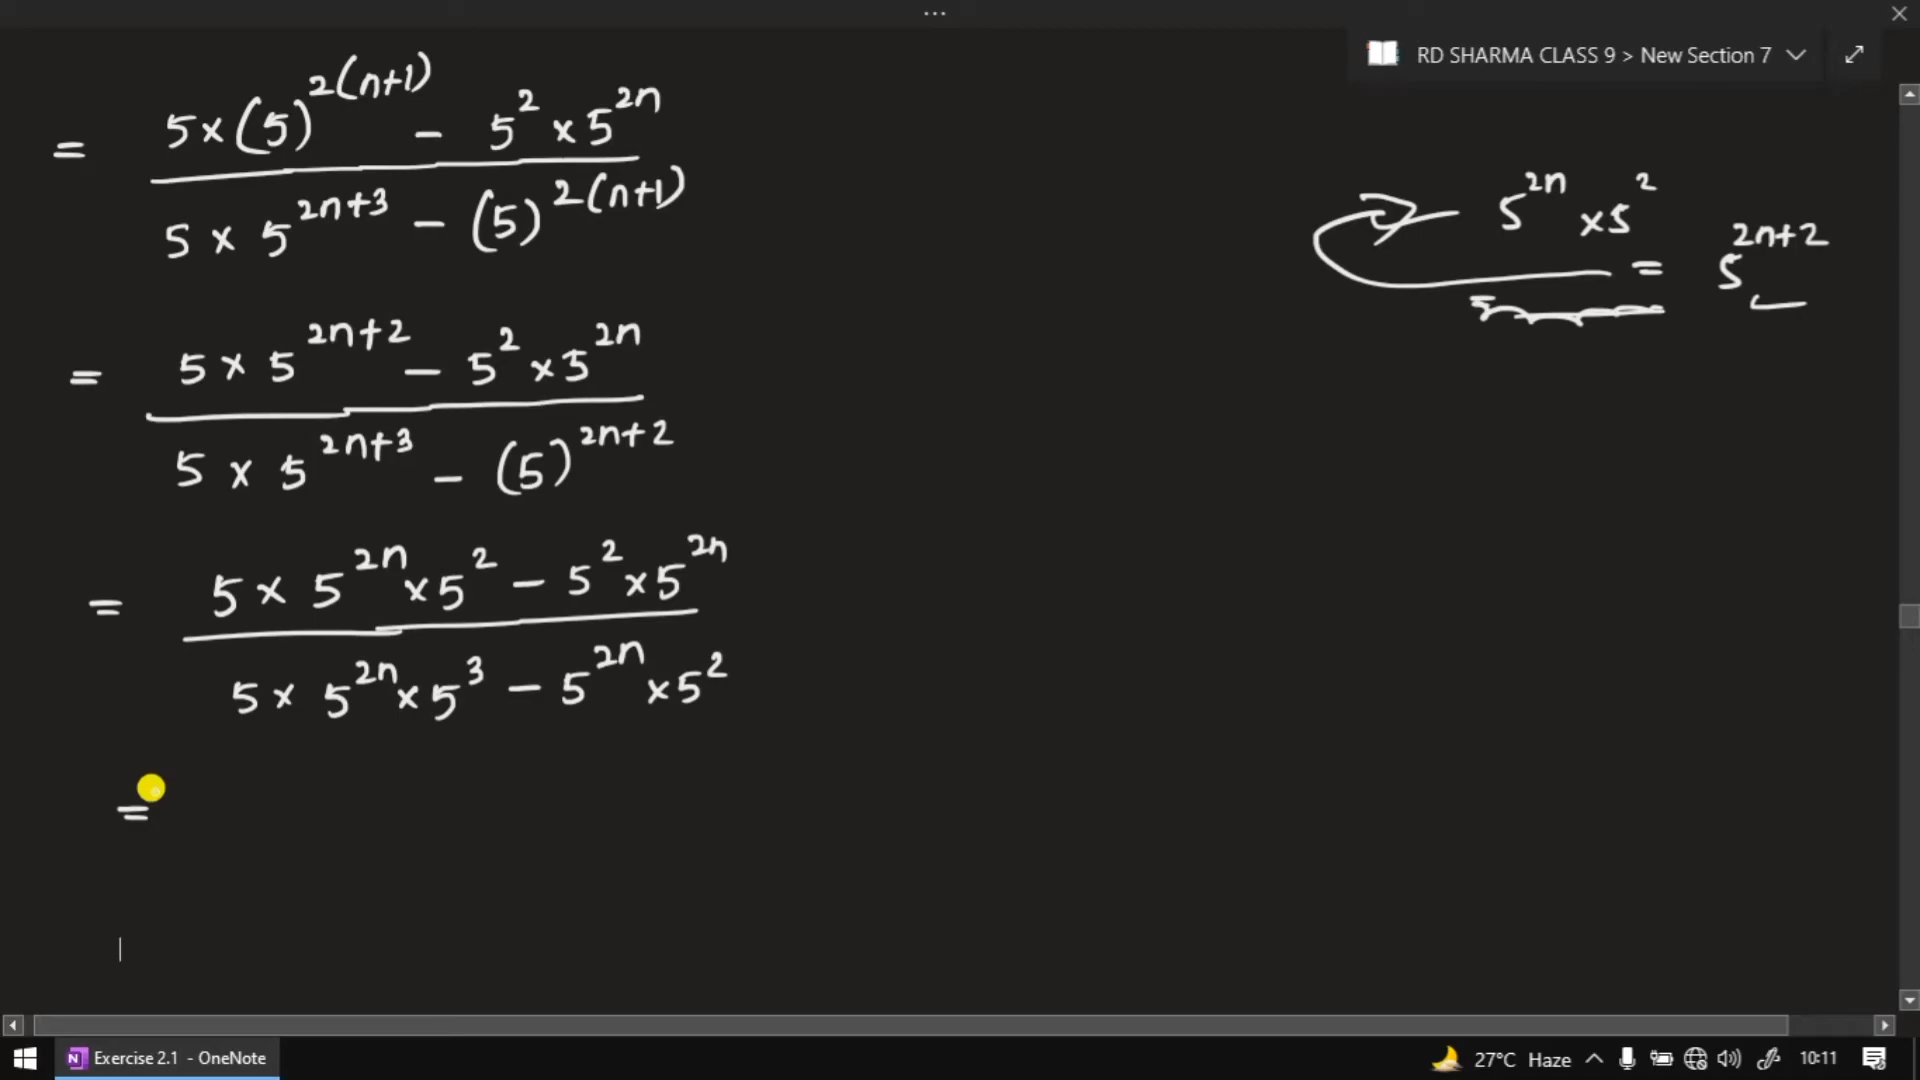 RD SHARMA CLASS 9 > New Section 7
= 5×(5)^{2(n+1)} − 5^2 × 5^{2n}
5 × 5^{2n+3} − (5)^{2(n+1)}
5^{2n} × 5^2
= 5^{2n+2}
= 5 × 5^{2n+2} − 5^2 × 5^{2n}
5 × 5^{2n+3} − (5)^{2n+2}
= 5 × 5^{2n} × 5^2 − 5^2 × 5^{2n}
5 × 5^{2n} × 5^3 − 5^{2n} × 5^2
=
Exercise 2.1 - OneNote
27°C Haze
10:11